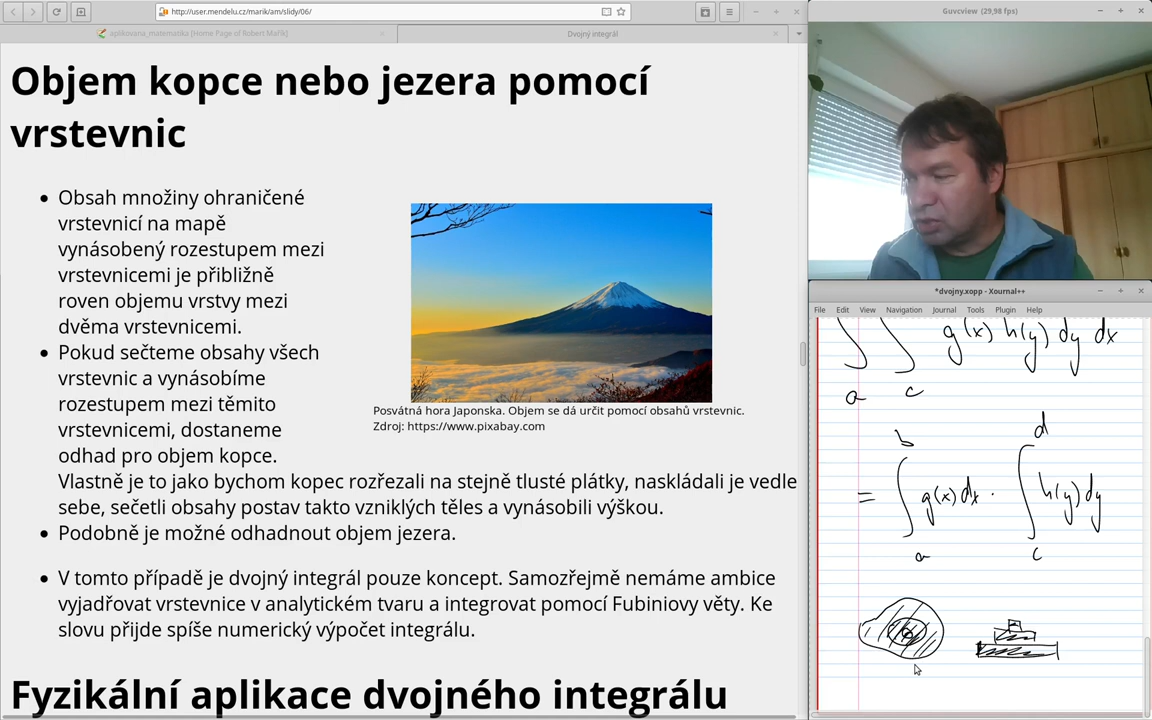 http://user.mendelu.cz/marik/am/slidy/06/
aplikovana_matematika [Home Page of Robert Mařík]
Dvojný integrál
Objem kopce nebo jezera pomocí
vrstevnic
Obsah množiny ohraničené
vrstevnicí na mapě
vynásobený rozestupem mezi
vrstevnicemi je přibližně
roven objemu vrstvy mezi
dvěma vrstevnicemi.
Pokud sečteme obsahy všech
vrstevnic a vynásobíme
rozestupem mezi těmito
vrstevnicemi, dostaneme
odhad pro objem kopce.
Vlastně je to jako bychom kopec rozřezali na stejně tlusté plátky, naskládali je vedle
sebe, sečetli obsahy postav takto vzniklých těles a vynásobili výškou.
Podobně je možné odhadnout objem jezera.
V tomto případě je dvojný integrál pouze koncept. Samozřejmě nemáme ambice
vyjadřovat vrstevnice v analytickém tvaru a integrovat pomocí Fubiniovy věty. Ke
slovu přijde spíše numerický výpočet integrálu.
Posvátná hora Japonska. Objem se dá určit pomocí obsahů vrstevnic.
Zdroj: https://www.pixabay.com
Fyzikální aplikace dvojného integrálu
Guvcview (29,98 fps)
*dvojny.xopp - Xournal++
File Edit View Navigation Journal Tools Plugin Help
∫ ∫ g(x) h(y) dy dx
a c
b d
= ∫ g(x) dx · ∫ h(y) dy
a c